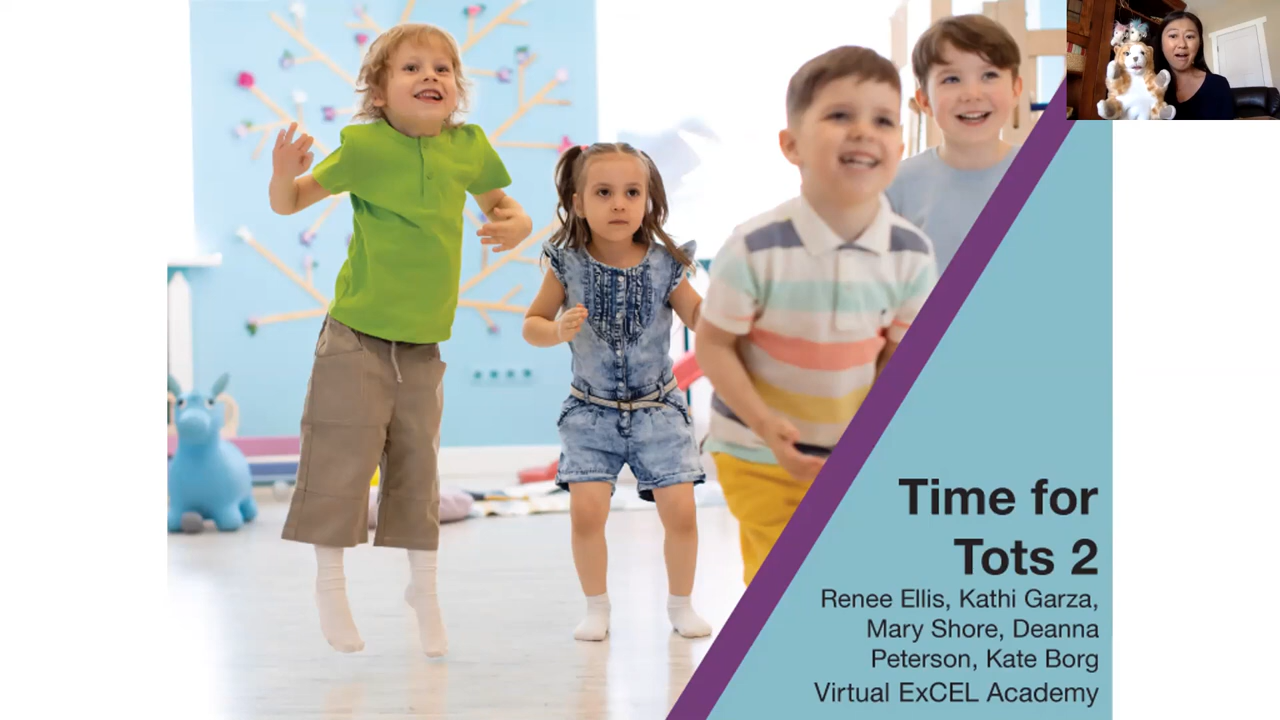 Time for
Tots 2
Renee Ellis, Kathi Garza,
Mary Shore, Deanna
Peterson, Kate Borg
Virtual ExCEL Academy